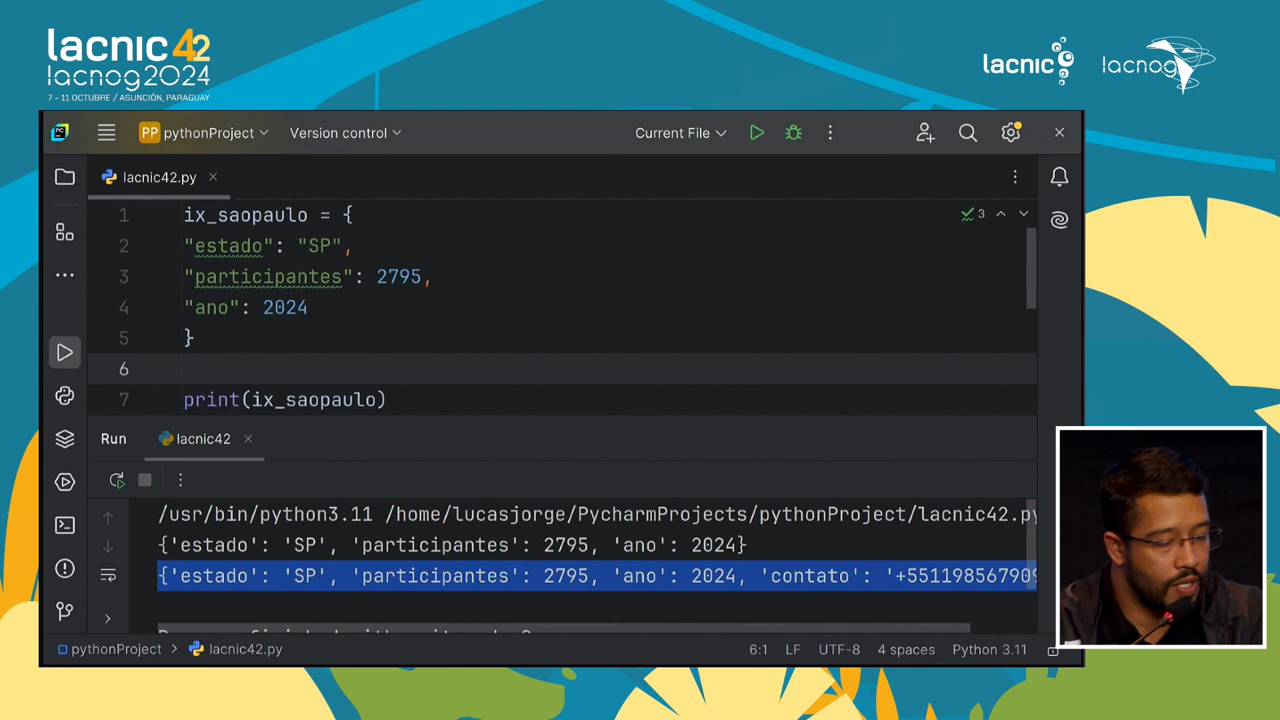 lacnic42
lacnog2024
7 - 11 OCTUBRE / ASUNCIÓN, PARAGUAY
lacnic
lacnog
PC
PP pythonProject
Version control
Current File
lacnic42.py
1 ix_saopaulo = {
3
2 "estado": "SP",
3 "participantes": 2795,
4 "ano": 2024
5 }
6
7 print(ix_saopaulo)
Run
lacnic42
/usr/bin/python3.11 /home/lucasjorge/PycharmProjects/pythonProject/lacnic42.py
{'estado': 'SP', 'participantes': 2795, 'ano': 2024}
{'estado': 'SP', 'participantes': 2795, 'ano': 2024, 'contato': '+551198567909
pythonProject > lacnic42.py
6:1 LF UTF-8 4 spaces Python 3.11